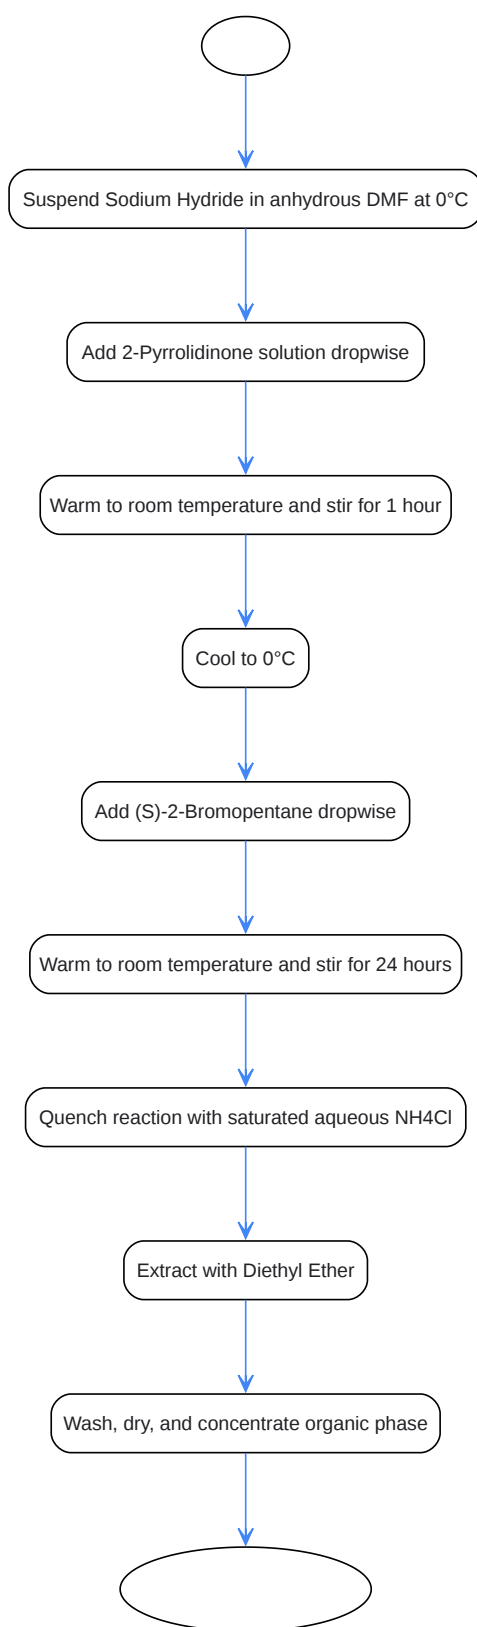 Suspend Sodium Hydride in anhydrous DMF at 0°C
Add 2-Pyrrolidinone solution dropwise
Warm to room temperature and stir for 1 hour
Cool to 0°C
Add (S)-2-Bromopentane dropwise
Warm to room temperature and stir for 24 hours
Quench reaction with saturated aqueous NH4Cl
Extract with Diethyl Ether
Wash, dry, and concentrate organic phase